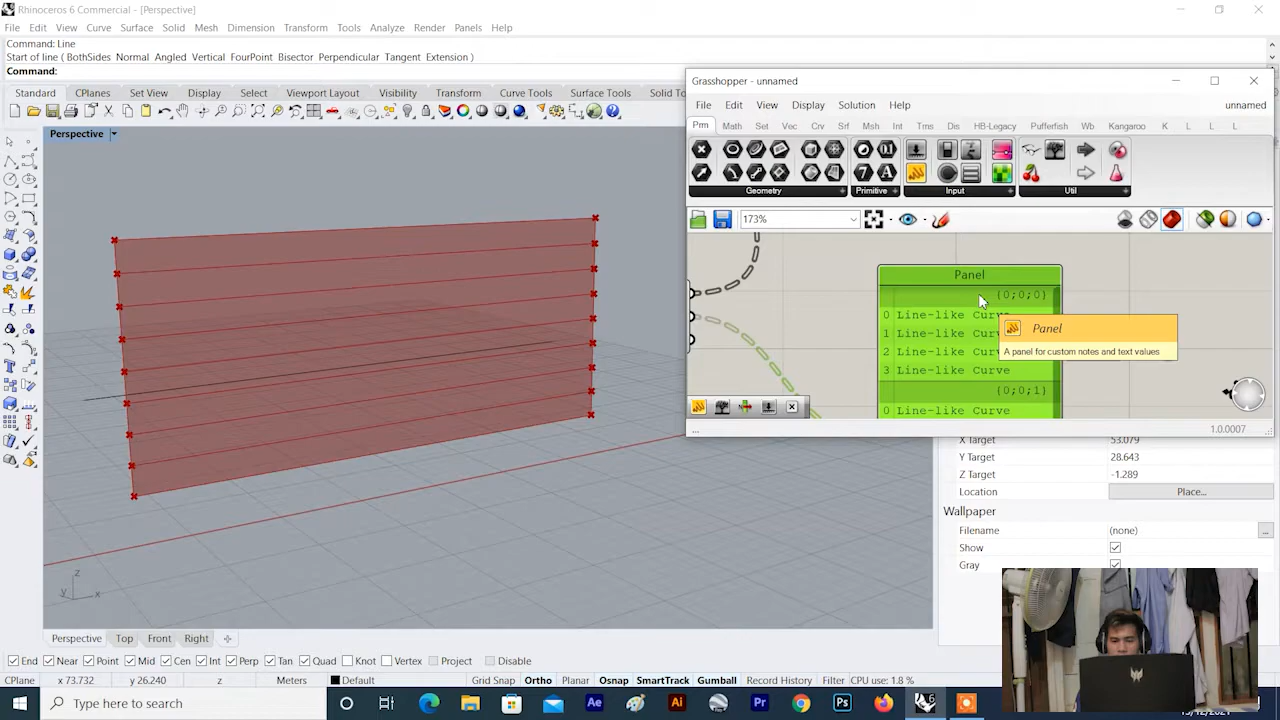 Rhinoceros 6 Commercial - [Perspective]
File Edit View Curve Surface Solid Mesh Dimension Transform Tools Analyze Render Panels Help
Command: Line
Start of line ( BothSides Normal Angled Vertical FourPoint Bisector Perpendicular Tangent Extension )
Command:
Standard CPlanes Set View Display Select Viewport Layout Visibility Transform Curve Tools Surface Tools Solid To
Perspective
Grasshopper - unnamed
File Edit View Display Solution Help unnamed
Prm Math Set Vec Crv Srf Msh Int Trns Dis HB-Legacy Pufferfish Wb Kangaroo K L L L
Geometry Primitive Input Util
173%
Panel
{0;0;0}
0 Line-like Curve
1 Line-like Curv
2 Line-like Curv
3 Line-like Curve
{0;0;1}
0 Line-like Curve
Panel
A panel for custom notes and text values
...
1.0.0007
X Target 53.079
Y Target 28.643
Z Target -1.289
Location Place...
Wallpaper
Filename (none) ...
Show
Gray
z
y x
Perspective Top Front Right
End Near Point Mid Cen Int Perp Tan Quad Knot Vertex Project Disable
CPlane x 73.732 y 26.240 z Meters Default Grid Snap Ortho Planar Osnap SmartTrack Gumball Record History Filter CPU use: 1.8 %
Type here to search